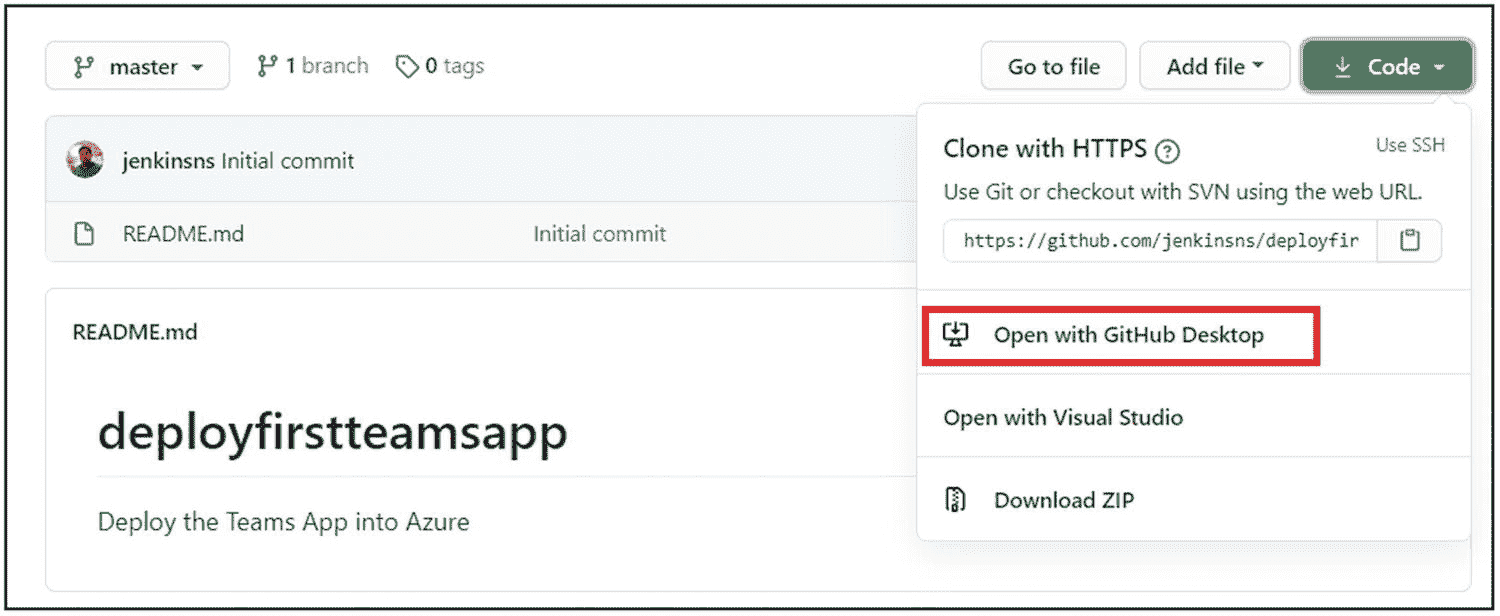 master 1 branch 0 tags Go to file Add file Code
jenkinsns Initial commit
README.md Initial commit
README.md
deployfirstteamsapp
Deploy the Teams App into Azure
Clone with HTTPS ? Use SSH
Use Git or checkout with SVN using the web URL.
https://github.com/jenkinsns/deployfir
Open with GitHub Desktop
Open with Visual Studio
Download ZIP